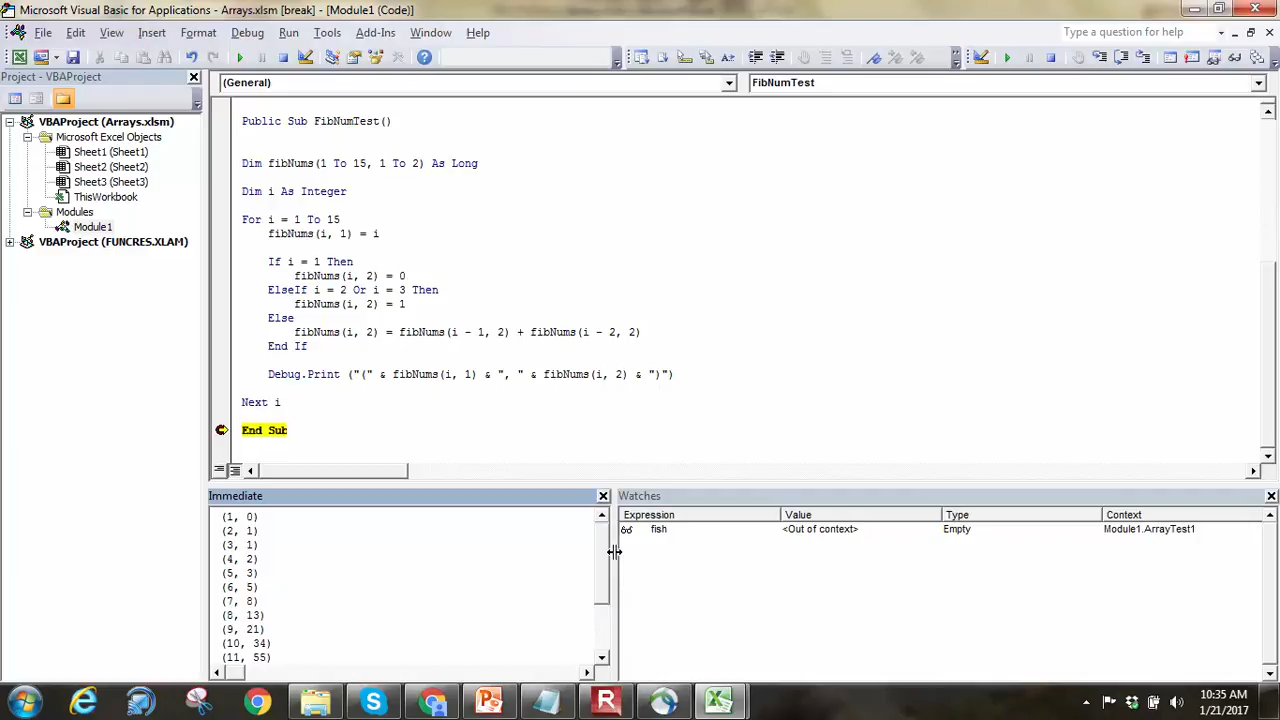 Microsoft Visual Basic for Applications - Arrays.xlsm [break] - [Module1 (Code)]
File Edit View Insert Format Debug Run Tools Add-Ins Window Help
Type a question for help
Project - VBAProject
(General)
FibNumTest
VBAProject (Arrays.xlsm)
Microsoft Excel Objects
Sheet1 (Sheet1)
Sheet2 (Sheet2)
Sheet3 (Sheet3)
ThisWorkbook
Modules
Module1
VBAProject (FUNCRES.XLAM)
Public Sub FibNumTest()
Dim fibNums(1 To 15, 1 To 2) As Long
Dim i As Integer
For i = 1 To 15
fibNums(i, 1) = i
If i = 1 Then
fibNums(i, 2) = 0
ElseIf i = 2 Or i = 3 Then
fibNums(i, 2) = 1
Else
fibNums(i, 2) = fibNums(i - 1, 2) + fibNums(i - 2, 2)
End If
Debug.Print ("(" & fibNums(i, 1) & ", " & fibNums(i, 2) & ")")
Next i
End Sub
Immediate
(1, 0)
(2, 1)
(3, 1)
(4, 2)
(5, 3)
(6, 5)
(7, 8)
(8, 13)
(9, 21)
(10, 34)
(11, 55)
Watches
Expression Value Type Context
fish <Out of context> Empty Module1.ArrayTest1
10:35 AM
1/21/2017